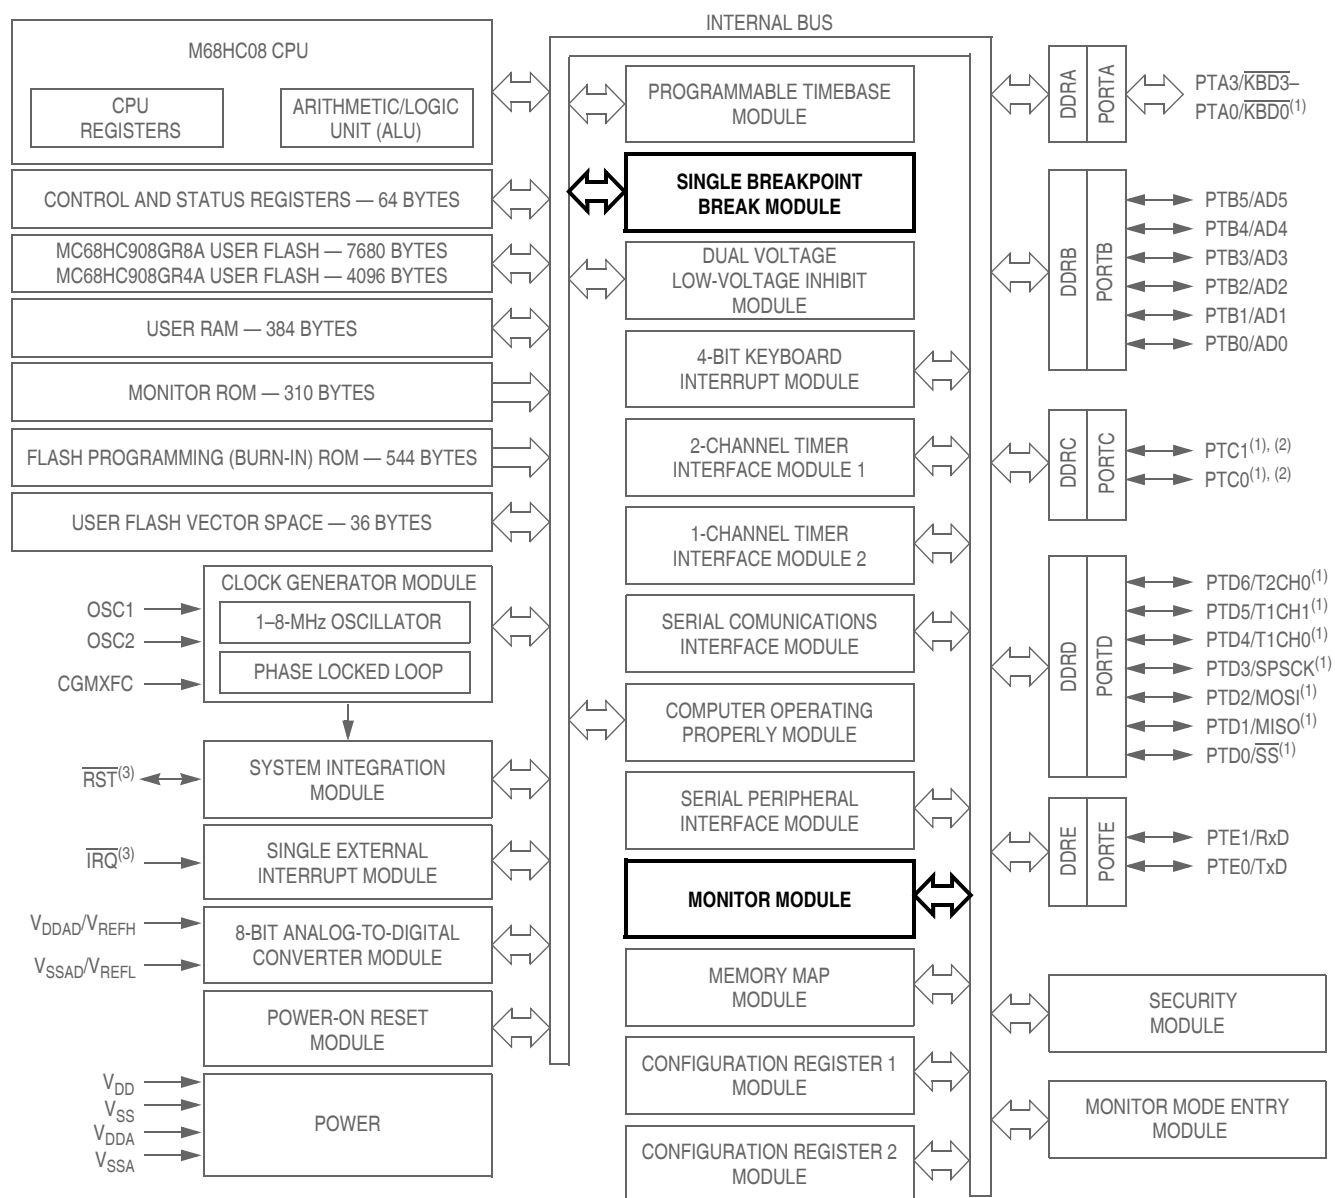 INTERNAL BUS
M68HC08 CPU
CPU
REGISTERS
ARITHMETIC/LOGIC
UNIT (ALU)
CONTROL AND STATUS REGISTERS — 64 BYTES
MC68HC908GR8A USER FLASH — 7680 BYTES
MC68HC908GR4A USER FLASH — 4096 BYTES
USER RAM — 384 BYTES
MONITOR ROM — 310 BYTES
FLASH PROGRAMMING (BURN-IN) ROM — 544 BYTES
USER FLASH VECTOR SPACE — 36 BYTES
CLOCK GENERATOR MODULE
1–8-MHz OSCILLATOR
PHASE LOCKED LOOP
OSC1
OSC2
CGMXFC
SYSTEM INTEGRATION
MODULE
RST(3)
SINGLE EXTERNAL
INTERRUPT MODULE
IRQ(3)
8-BIT ANALOG-TO-DIGITAL
CONVERTER MODULE
VDDAD/VREFH
VSSAD/VREFL
POWER-ON RESET
MODULE
POWER
VDD
VSS
VDDA
VSSA
PROGRAMMABLE TIMEBASE
MODULE
SINGLE BREAKPOINT
BREAK MODULE
DUAL VOLTAGE
LOW-VOLTAGE INHIBIT
MODULE
4-BIT KEYBOARD
INTERRUPT MODULE
2-CHANNEL TIMER
INTERFACE MODULE 1
1-CHANNEL TIMER
INTERFACE MODULE 2
SERIAL COMUNICATIONS
INTERFACE MODULE
COMPUTER OPERATING
PROPERLY MODULE
SERIAL PERIPHERAL
INTERFACE MODULE
MONITOR MODULE
MEMORY MAP
MODULE
CONFIGURATION REGISTER 1
MODULE
CONFIGURATION REGISTER 2
MODULE
DDRA
PORTA
PTA3/KBD3–
PTA0/KBD0(1)
DDRB
PORTB
PTB5/AD5
PTB4/AD4
PTB3/AD3
PTB2/AD2
PTB1/AD1
PTB0/AD0
DDRC
PORTC
PTC1(1), (2)
PTC0(1), (2)
DDRD
PORTD
PTD6/T2CH0(1)
PTD5/T1CH1(1)
PTD4/T1CH0(1)
PTD3/SPSCK(1)
PTD2/MOSI(1)
PTD1/MISO(1)
PTD0/SS(1)
DDRE
PORTE
PTE1/RxD
PTE0/TxD
SECURITY
MODULE
MONITOR MODE ENTRY
MODULE